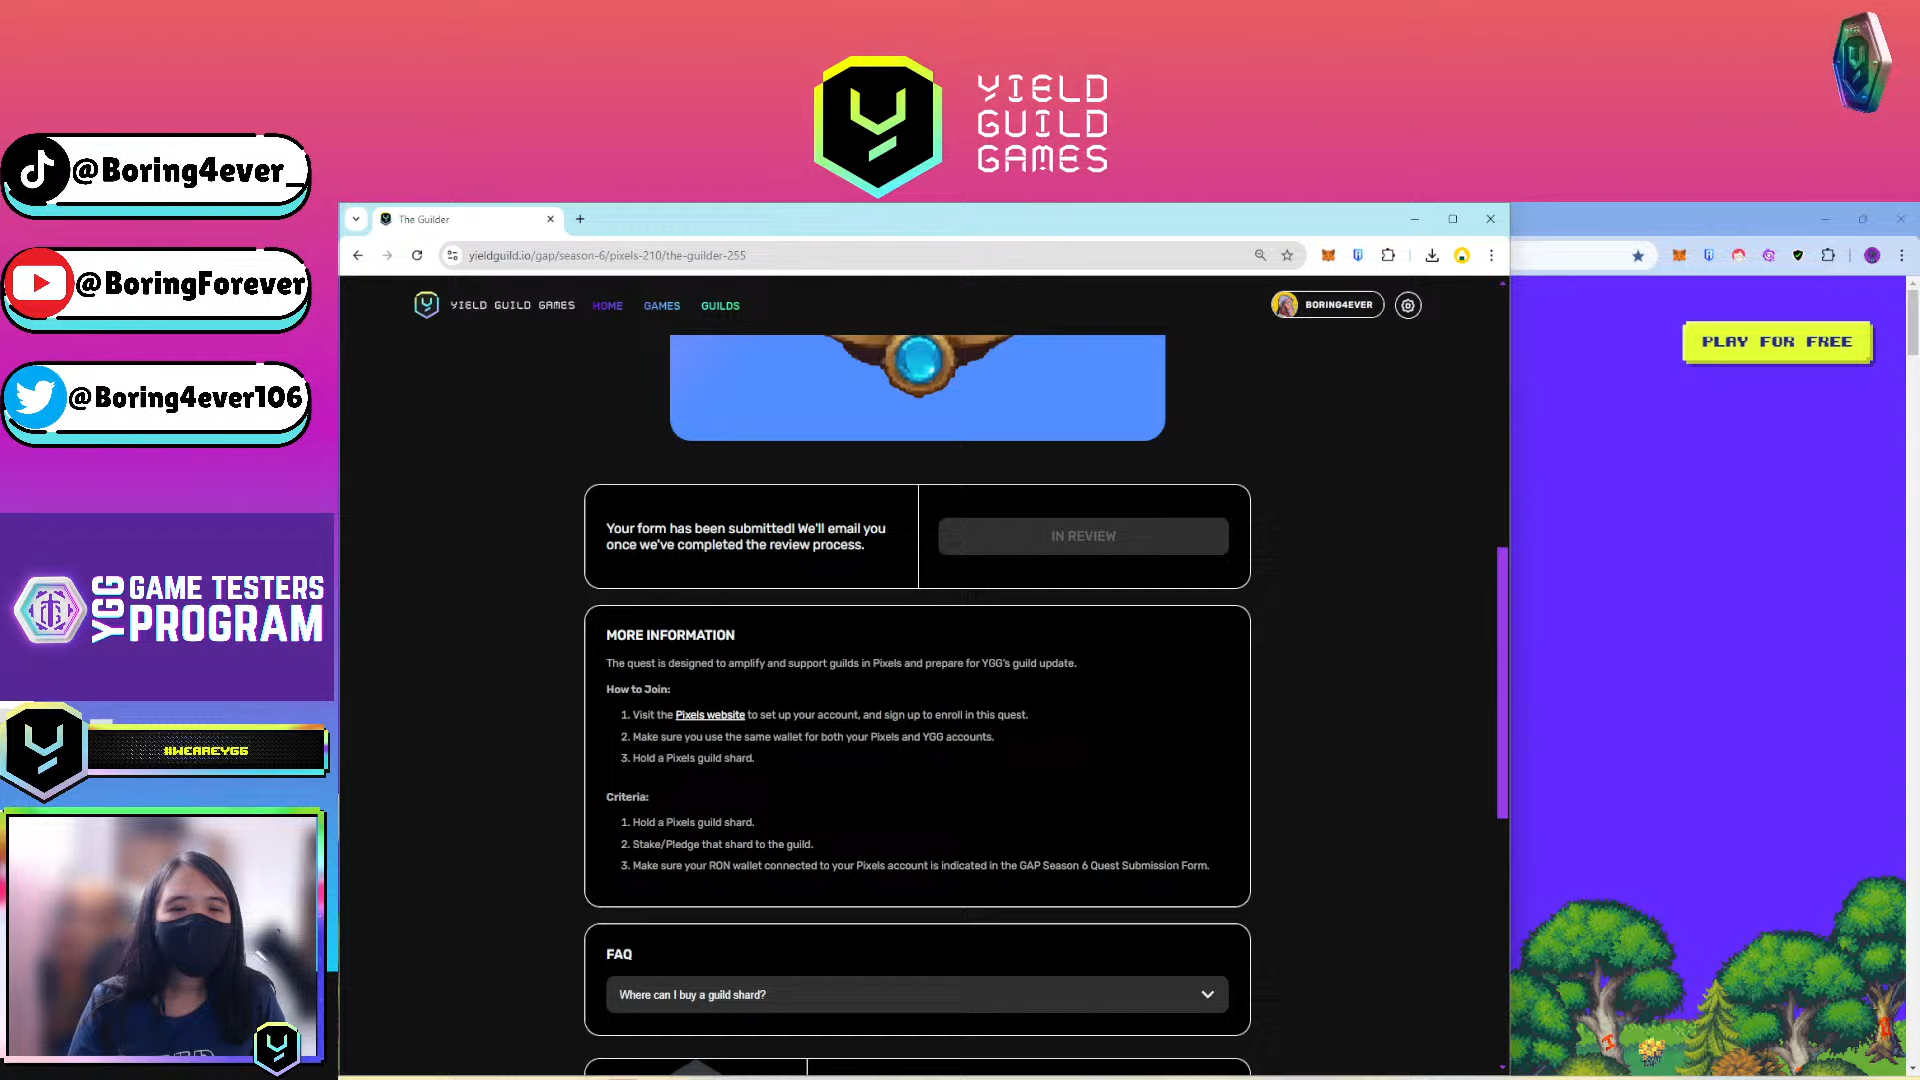 YIELD
GUILD
GAMES
@Boring4ever_
@BoringForever
@Boring4ever106
YGG GAME TESTERS
PROGRAM
#WEAREYGG
The Guilder
yieldguild.io/gap/season-6/pixels-210/the-guilder-255
YIELD GUILD GAMES HOME GAMES GUILDS BORING4EVER
PLAY FOR FREE
Your form has been submitted! We'll email you
once we've completed the review process.
IN REVIEW
MORE INFORMATION
The quest is designed to amplify and support guilds in Pixels and prepare for YGG's guild update.
How to Join:
1. Visit the Pixels website to set up your account, and sign up to enroll in this quest.
2. Make sure you use the same wallet for both your Pixels and YGG accounts.
3. Hold a Pixels guild shard.
Criteria:
1. Hold a Pixels guild shard.
2. Stake/Pledge that shard to the guild.
3. Make sure your RON wallet connected to your Pixels account is indicated in the GAP Season 6 Quest Submission Form.
FAQ
Where can I buy a guild shard?